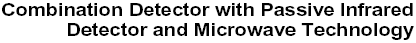 Combination Detector with Passive Infrared
Detector and Microwave Technology